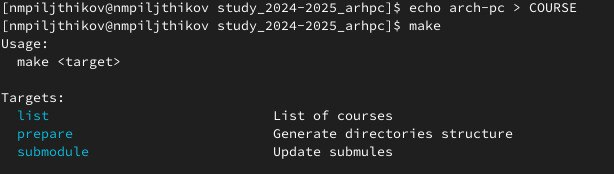 [nmpiljthikov@nmpiljthikov study_2024-2025_arhpc]$ echo arch-pc > COURSE
[nmpiljthikov@nmpiljthikov study_2024-2025_arhpc]$ make
Usage:
  make <target>

Targets:
  list                        List of courses
  prepare                     Generate directories structure
  submodule                   Update submules